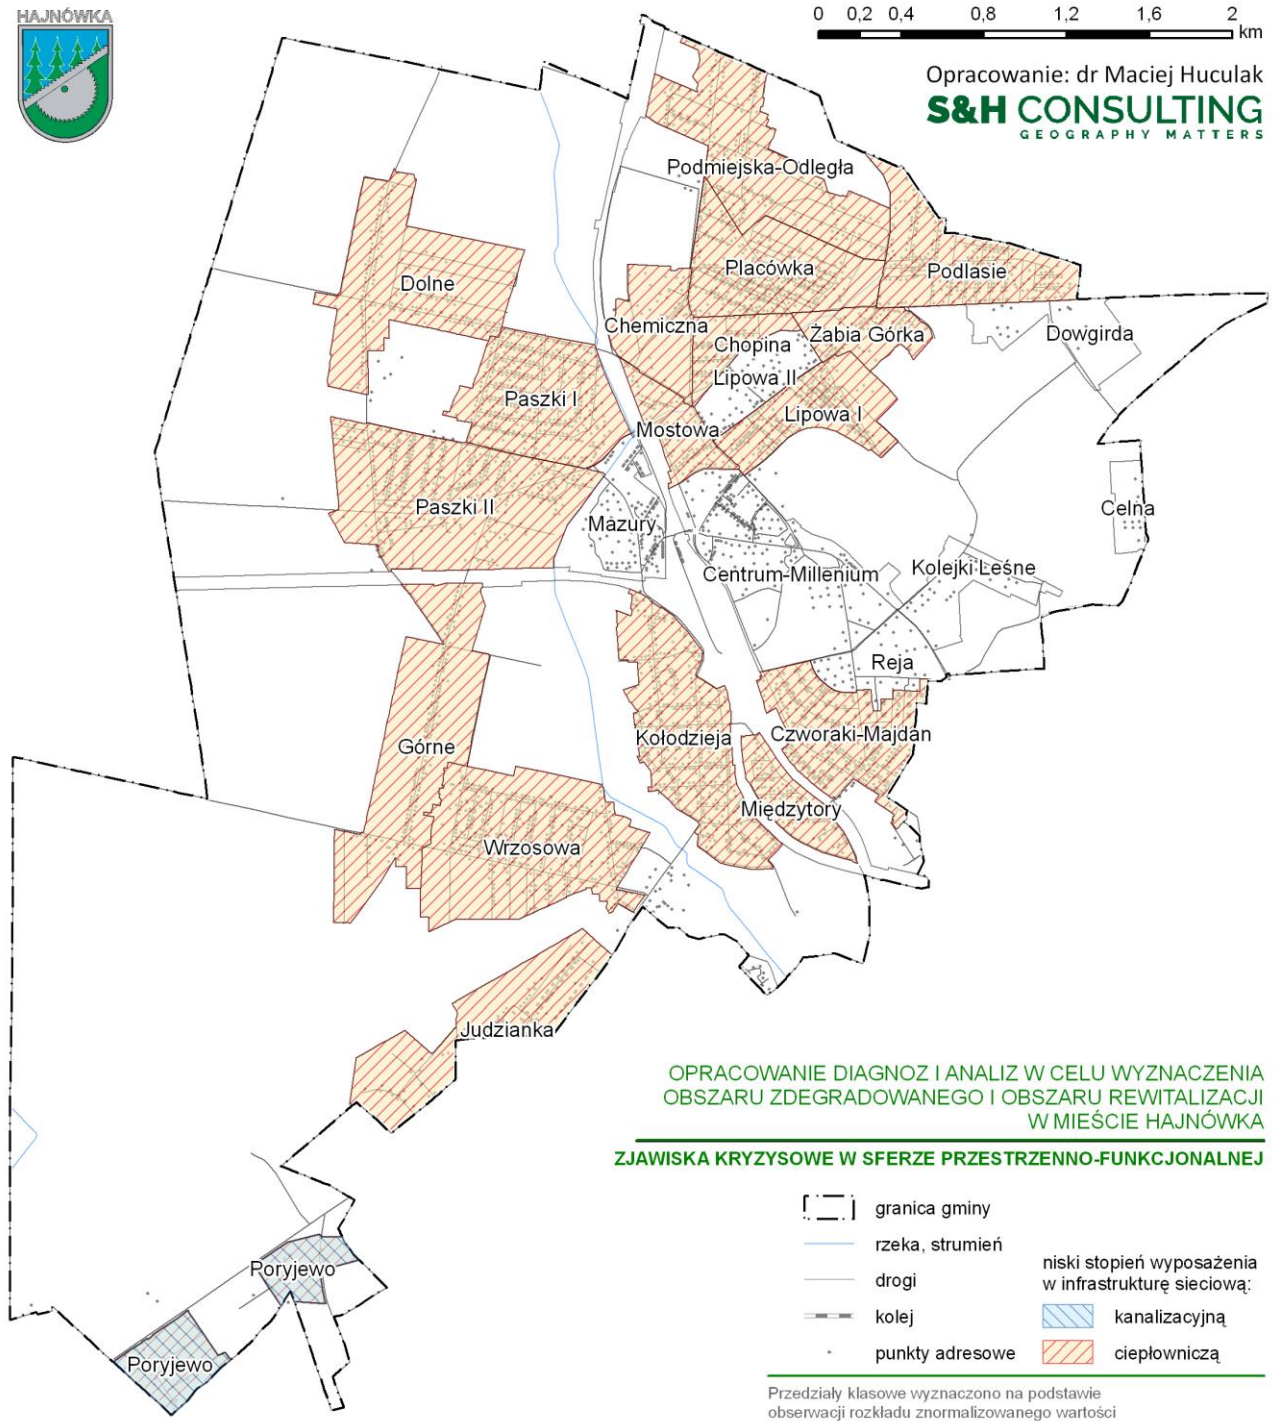 HAJNÓWKA
0 0,2 0,4 0,8 1,2 1,6 2
km
Opracowanie: dr Maciej Huculak
S&H CONSULTING
GEOGRAPHY MATTERS
Podmiejska-Odległa
Placówka
Podlasie
Dolne
Chemiczna
Chopina
Żabia Górka
Dowgirda
Lipowa II
Paszki I
Lipowa I
Mostowa
Paszki II
Mazury
Celna
Centrum-Millenium
Kolejki Leśne
Reja
Górne
Kołodzieja
Czworaki-Majdan
Międzytory
Wrzosowa
Judzianka
Poryjewo
Poryjewo
OPRACOWANIE DIAGNOZ I ANALIZ W CELU WYZNACZENIA
OBSZARU ZDEGRADOWANEGO I OBSZARU REWITALIZACJI
W MIEŚCIE HAJNÓWKA
ZJAWISKA KRYZYSOWE W SFERZE PRZESTRZENNO-FUNKCJONALNEJ
granica gminy
rzeka, strumień
drogi
kolej
punkty adresowe
niski stopień wyposażenia
w infrastrukturę sieciową:
kanalizacyjną
ciepłowniczą
Przedziały klasowe wyznaczono na podstawie
obserwacji rozkładu znormalizowanego wartości